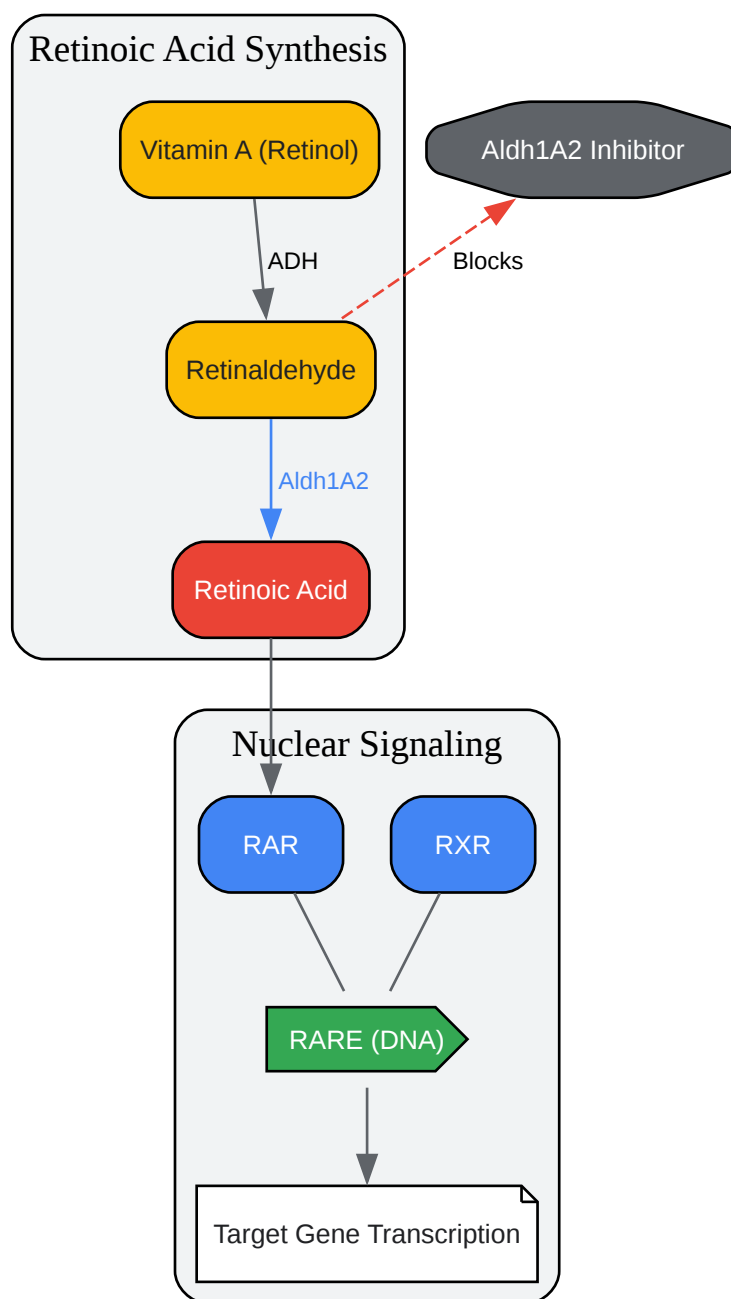 Retinoic Acid Synthesis
Vitamin A (Retinol)
Aldh1A2 Inhibitor
ADH
Blocks
Retinaldehyde
Aldh1A2
Retinoic Acid
Nuclear Signaling
RAR
RXR
RARE (DNA)
Target Gene Transcription